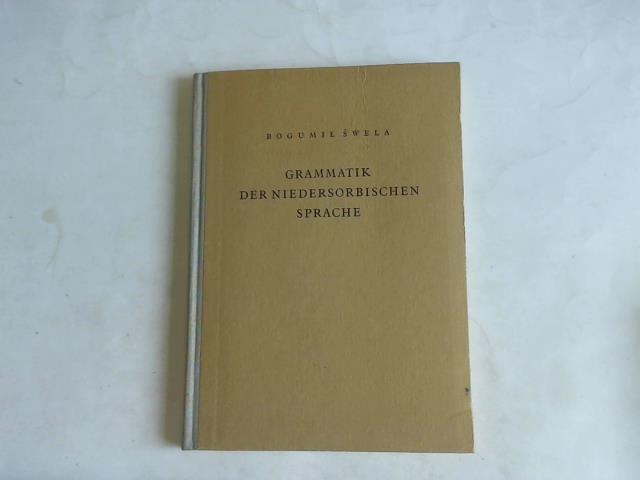 BOGUMIŁ ŠWELA
GRAMMATIK
DER NIEDERSORBISCHEN
SPRACHE